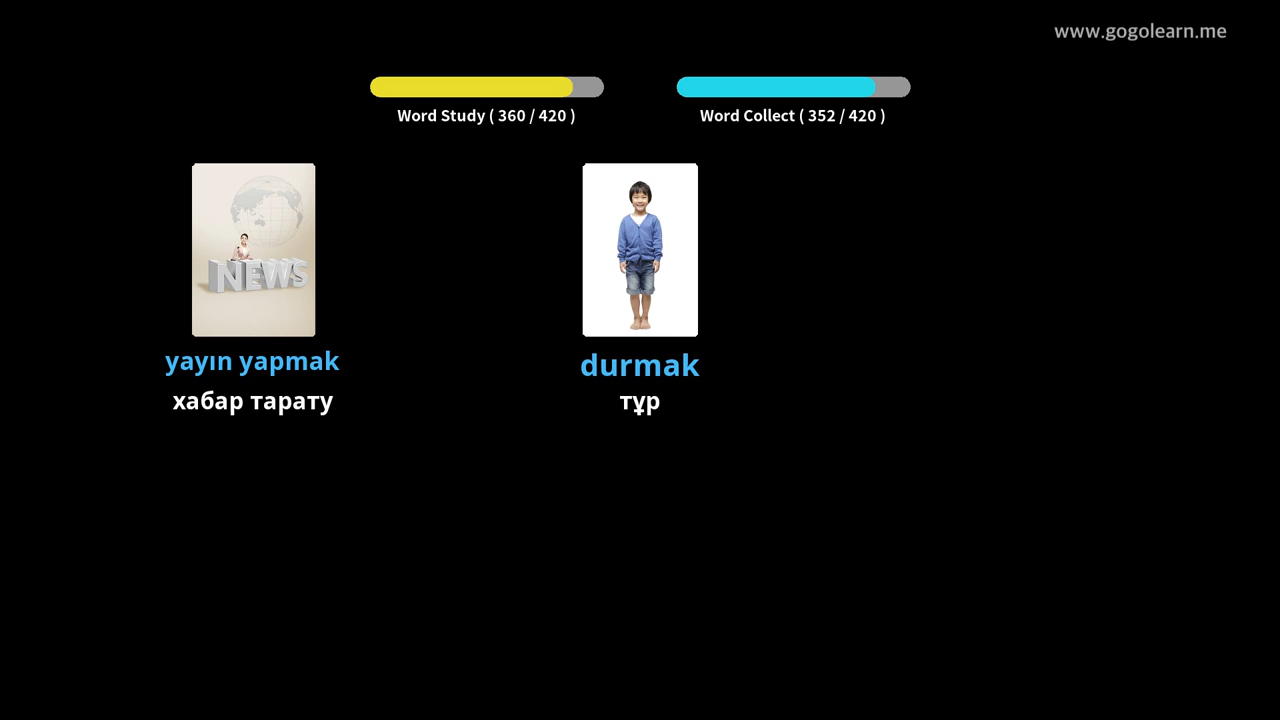 www.gogolearn.me
Word Study ( 360 / 420 )
Word Collect ( 352 / 420 )
NEWS
yayın yapmak
хабар тарату
durmak
тұр